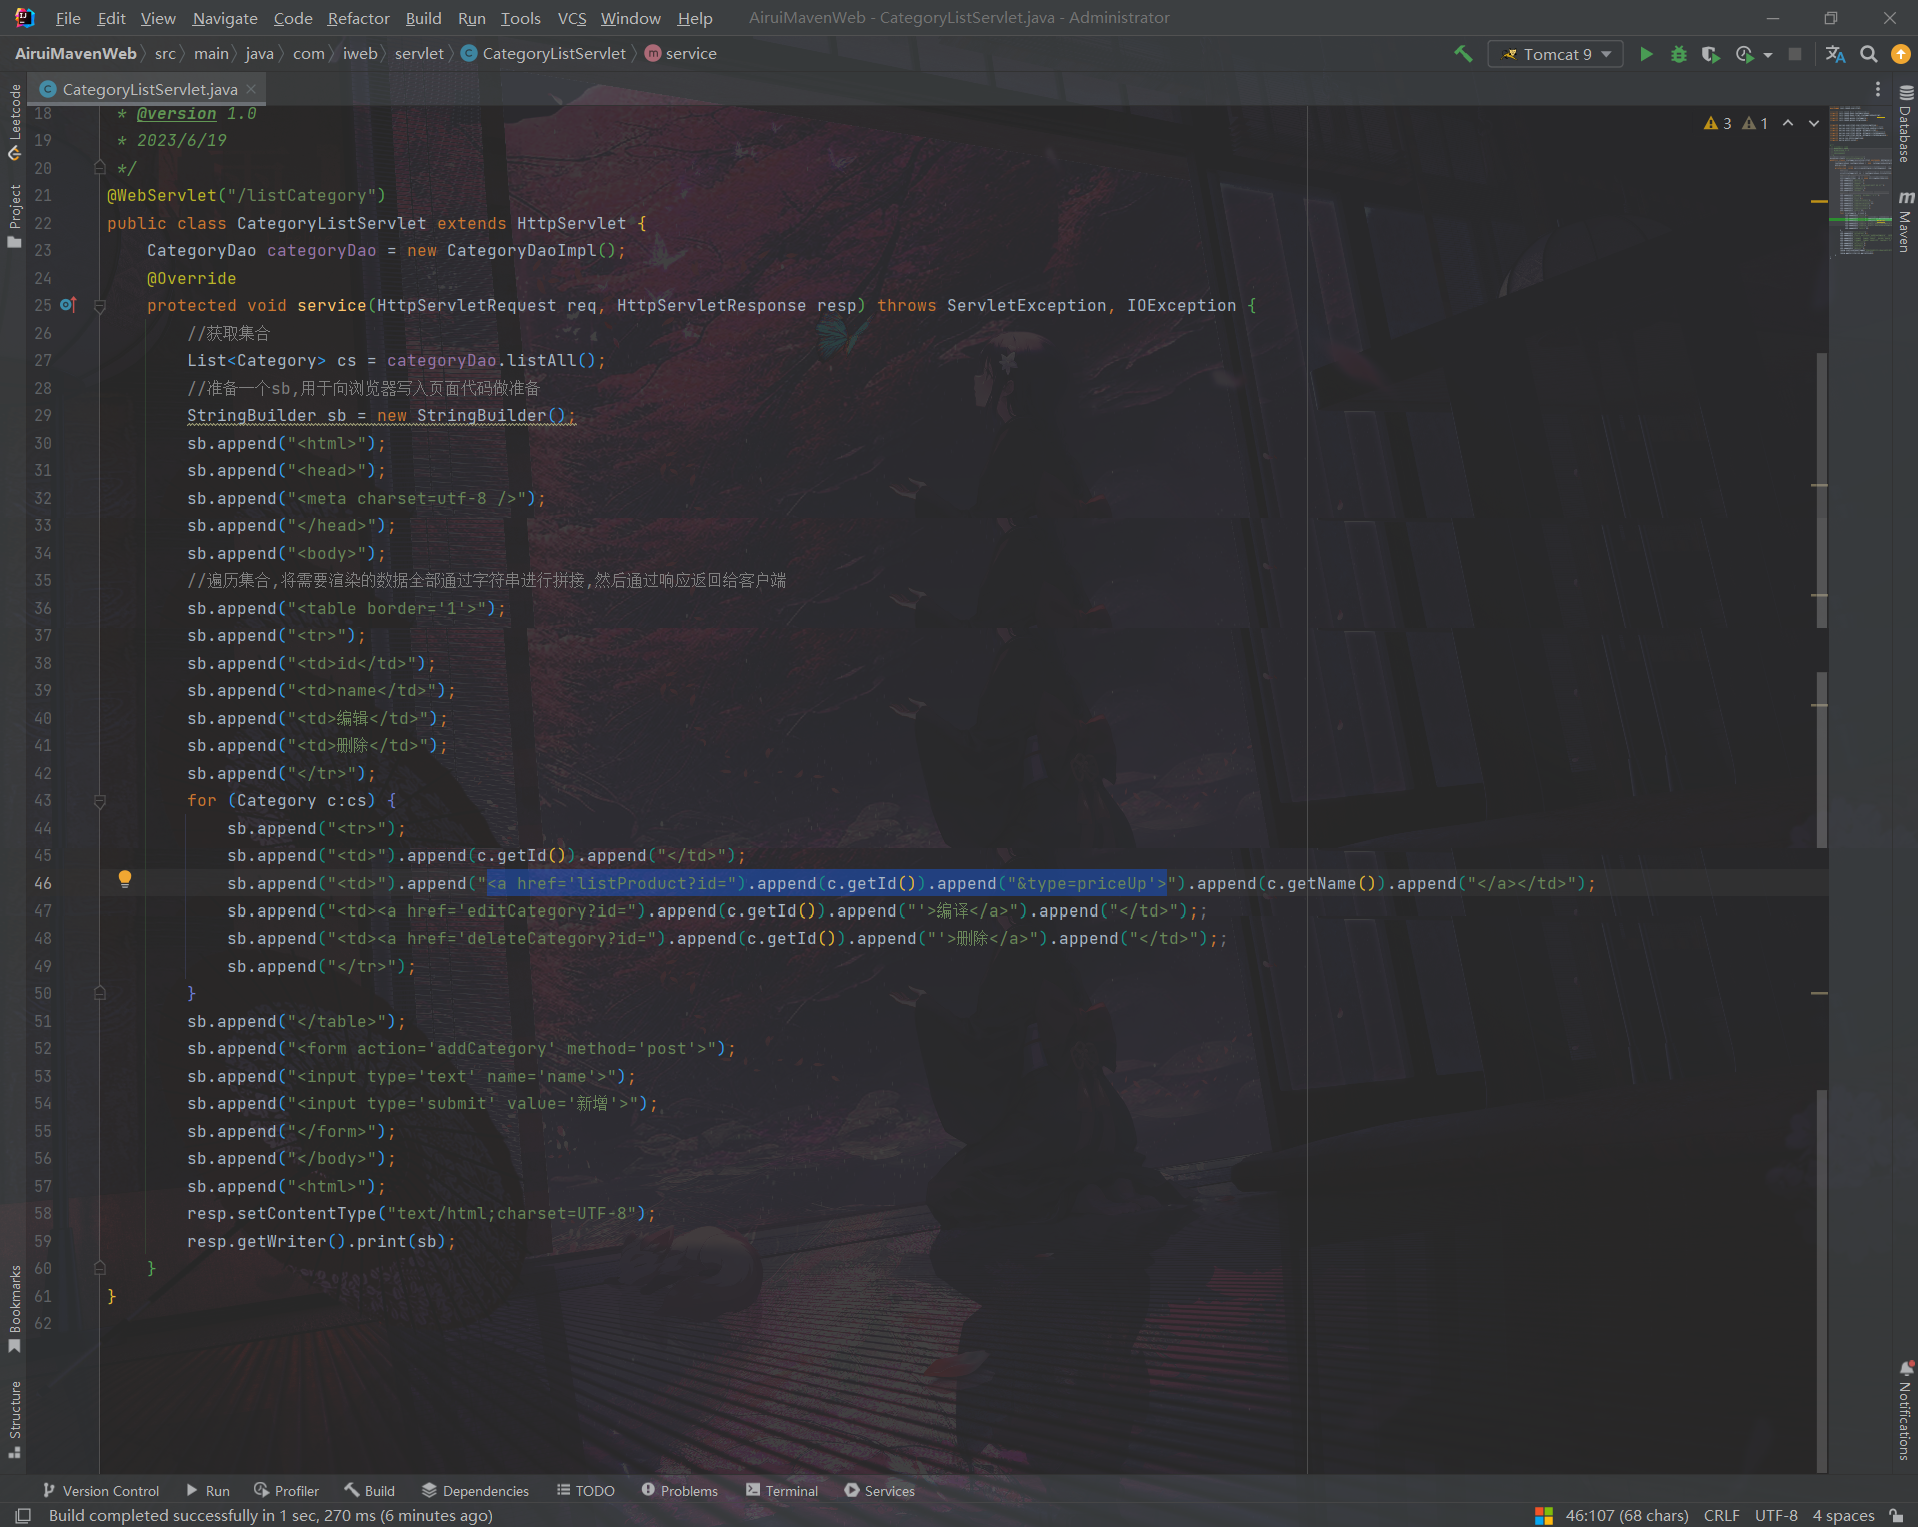 File Edit View Navigate Code Refactor Build Run Tools VCS Window Help AiruiMavenWeb - CategoryListServlet.java - Administrator
AiruiMavenWeb src main java com iweb servlet CategoryListServlet service Tomcat 9
CategoryListServlet.java
3 1
Leetcode
Project
Bookmarks
Structure
Database
Maven
Notifications
18 * @version 1.0
19 * 2023/6/19
20 */
21 @WebServlet("/listCategory")
22 public class CategoryListServlet extends HttpServlet {
23 CategoryDao categoryDao = new CategoryDaoImpl();
24 @Override
25 protected void service(HttpServletRequest req, HttpServletResponse resp) throws ServletException, IOException {
26 //获取集合
27 List<Category> cs = categoryDao.listAll();
28 //准备一个sb,用于向浏览器写入页面代码做准备
29 StringBuilder sb = new StringBuilder();
30 sb.append("<html>");
31 sb.append("<head>");
32 sb.append("<meta charset=utf-8 />");
33 sb.append("</head>");
34 sb.append("<body>");
35 //遍历集合,将需要渲染的数据全部通过字符串进行拼接,然后通过响应返回给客户端
36 sb.append("<table border='1'>");
37 sb.append("<tr>");
38 sb.append("<td>id</td>");
39 sb.append("<td>name</td>");
40 sb.append("<td>编辑</td>");
41 sb.append("<td>删除</td>");
42 sb.append("</tr>");
43 for (Category c:cs) {
44 sb.append("<tr>");
45 sb.append("<td>").append(c.getId()).append("</td>");
46 sb.append("<td>").append("<a href='listProduct?id=").append(c.getId()).append("&type=priceUp'>").append(c.getName()).append("</a></td>");
47 sb.append("<td><a href='editCategory?id=").append(c.getId()).append("'>编译</a>").append("</td>");;
48 sb.append("<td><a href='deleteCategory?id=").append(c.getId()).append("'>删除</a>").append("</td>");;
49 sb.append("</tr>");
50 }
51 sb.append("</table>");
52 sb.append("<form action='addCategory' method='post'>");
53 sb.append("<input type='text' name='name'>");
54 sb.append("<input type='submit' value='新增'>");
55 sb.append("</form>");
56 sb.append("</body>");
57 sb.append("<html>");
58 resp.setContentType("text/html;charset=UTF-8");
59 resp.getWriter().print(sb);
60 }
61 }
62
Version Control Run Profiler Build Dependencies TODO Problems Terminal Services
Build completed successfully in 1 sec, 270 ms (6 minutes ago) 46:107 (68 chars) CRLF UTF-8 4 spaces